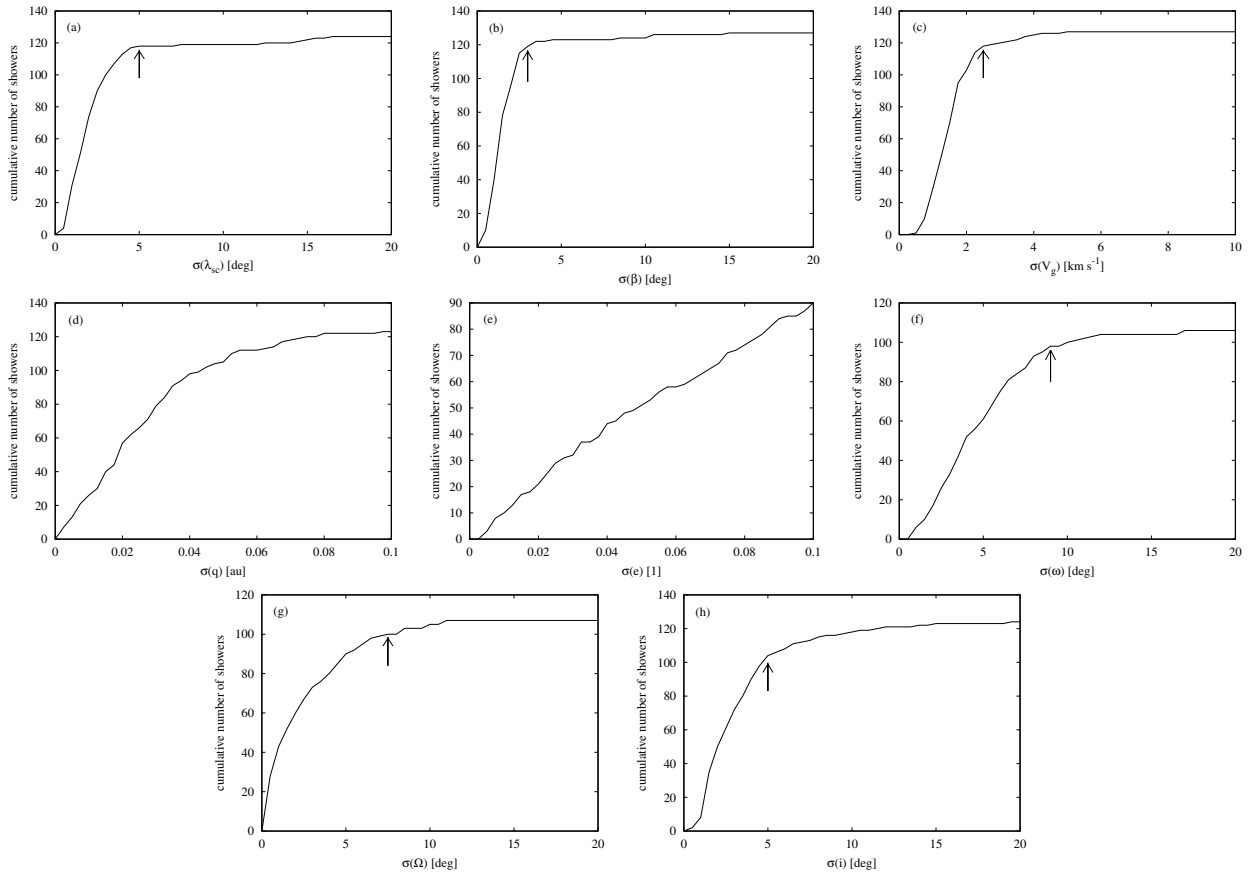 140
120
100
80
60
40
20
0
0 5 10 15 20
cumulative number of showers
σ(λsc) [deg]
(a)
140
120
100
80
60
40
20
0
0 5 10 15 20
cumulative number of showers
σ(β) [deg]
(b)
140
120
100
80
60
40
20
0
0 2 4 6 8 10
cumulative number of showers
σ(Vg) [km s-1]
(c)
140
120
100
80
60
40
20
0
0 0.02 0.04 0.06 0.08 0.1
cumulative number of showers
σ(q) [au]
(d)
90
80
70
60
50
40
30
20
10
0
0 0.02 0.04 0.06 0.08 0.1
cumulative number of showers
σ(e) [1]
(e)
120
100
80
60
40
20
0
0 5 10 15 20
cumulative number of showers
σ(ω) [deg]
(f)
120
100
80
60
40
20
0
0 5 10 15 20
cumulative number of showers
σ(Ω) [deg]
(g)
140
120
100
80
60
40
20
0
0 5 10 15 20
cumulative number of showers
σ(i) [deg]
(h)